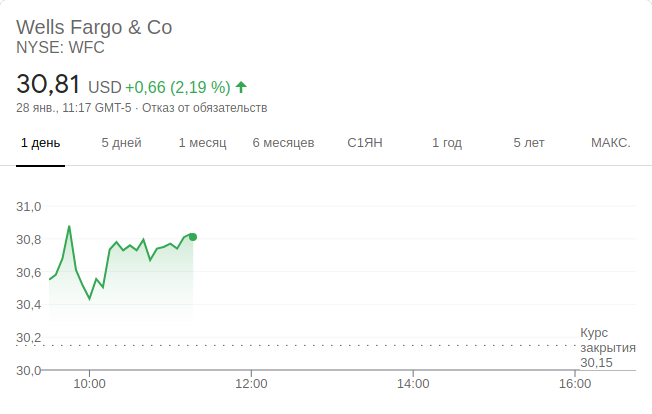 Wells Fargo & Co
NYSE: WFC
30,81 USD +0,66 (2,19 %)
28 янв., 11:17 GMT-5 · Отказ от обязательств
1 день 5 дней 1 месяц 6 месяцев С1ЯН 1 год 5 лет МАКС.
31,0
30,8
30,6
30,4
30,2
30,0
Курс
закрытия
30,15
10:00 12:00 14:00 16:00